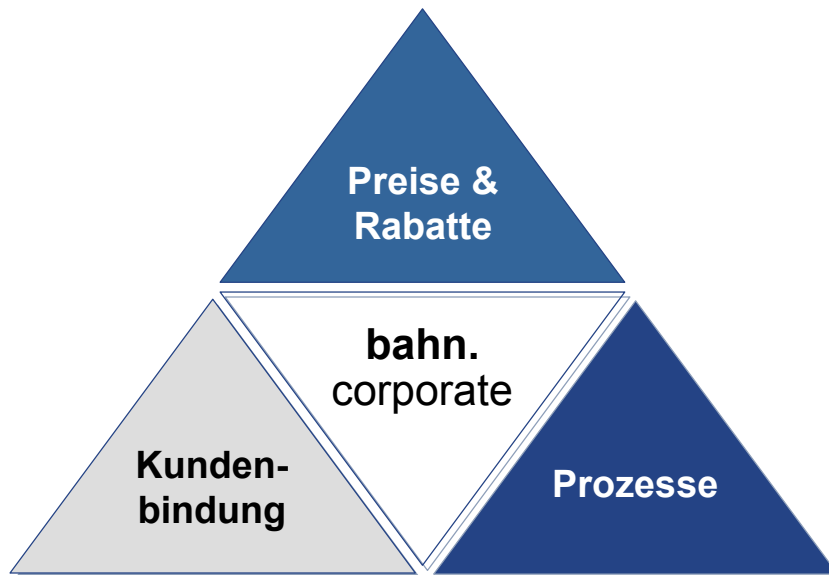 Preise &
Rabatte
bahn.
corporate
Kunden-
bindung
Prozesse